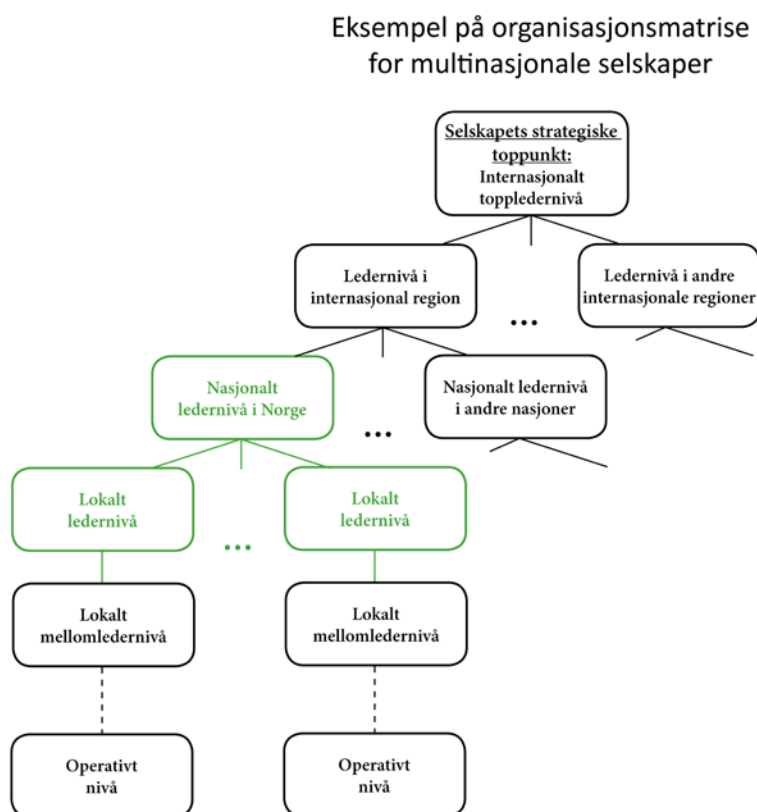 Eksempel på organisasjonsmatrise
for multinasjonale selskaper
Selskapets strategiske
toppunkt:
Internasjonalt
toppledernivå
Ledernivå i
internasjonal region
...
Ledernivå i andre
internasjonale regioner
Nasjonalt
ledernivå i Norge
...
Nasjonalt ledernivå
i andre nasjoner
Lokalt
ledernivå
...
Lokalt
ledernivå
Lokalt
mellomledernivå
Lokalt
mellomledernivå
Operativt
nivå
Operativt
nivå